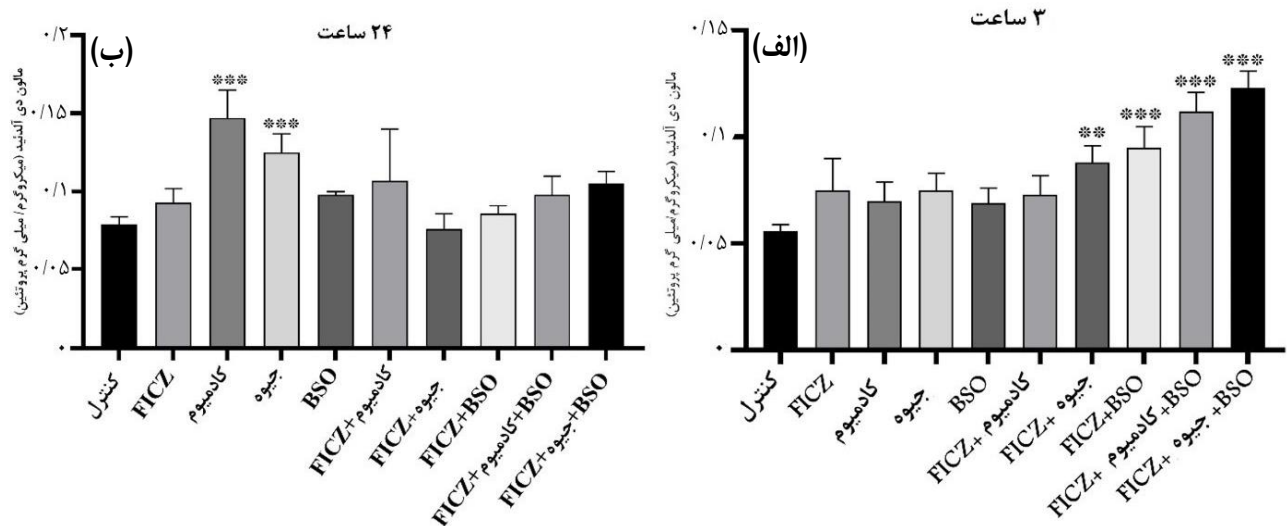 ۳ ساعت
(الف)
مالون دی آلدئید (میکروگرم/میلی گرم پروتئین)
۰/۱۵
۰/۱
۰/۰۵
۰
**
***
***
***
کنترل
FICZ
کادمیوم
جیوه
BSO
FICZ+ کادمیوم
FICZ+ جیوه
FICZ+BSO
FICZ+ کادمیوم +BSO
FICZ+ جیوه +BSO
۲۴ ساعت
(ب)
مالون دی آلدئید (میکروگرم/ میلی گرم پروتئین)
۰/۲
۰/۱۵
۰/۱
۰/۰۵
۰
***
***
کنترل
FICZ
کادمیوم
جیوه
BSO
FICZ+کادمیوم
FICZ+جیوه
FICZ+BSO
FICZ+کادمیوم+BSO
FICZ+جیوه+BSO